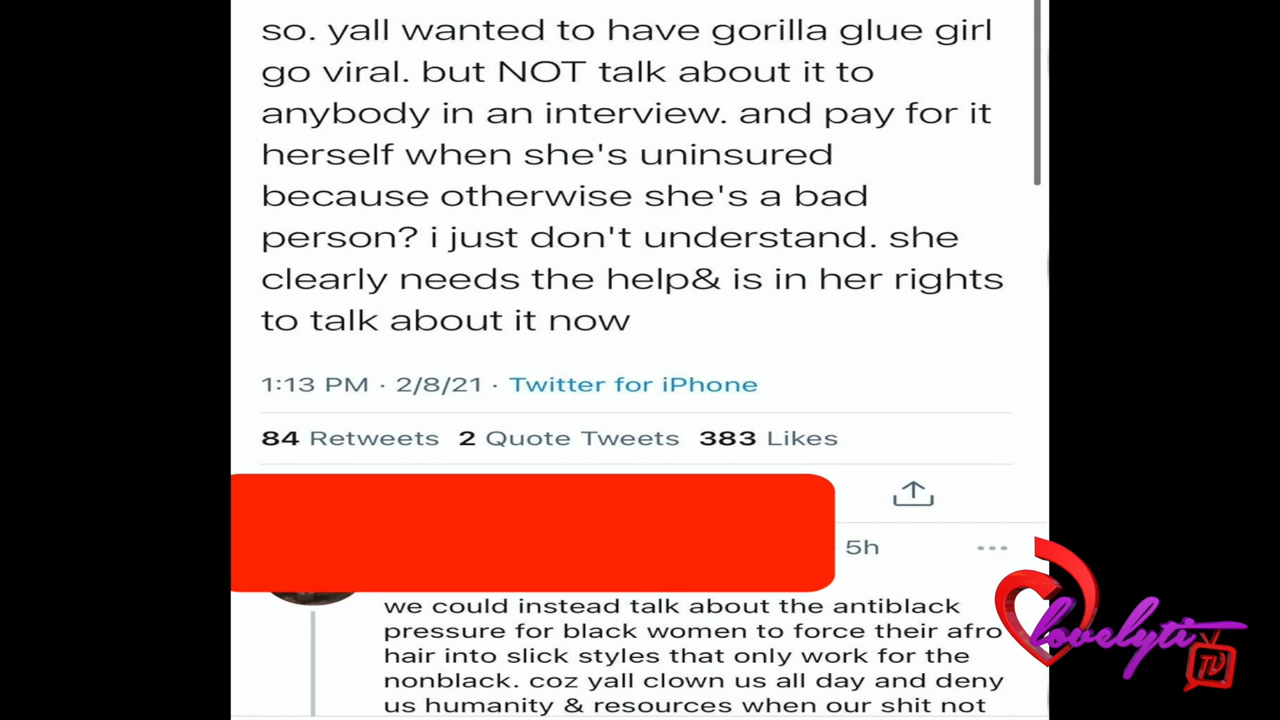 so. yall wanted to have gorilla glue girl
go viral. but NOT talk about it to
anybody in an interview. and pay for it
herself when she's uninsured
because otherwise she's a bad
person? i just don't understand. she
clearly needs the help& is in her rights
to talk about it now
1:13 PM · 2/8/21 · Twitter for iPhone
84 Retweets 2 Quote Tweets 383 Likes
5h
we could instead talk about the antiblack
pressure for black women to force their afro
hair into slick styles that only work for the
nonblack. coz yall clown us all day and deny
us humanity & resources when our shit not
lovelyti
TV